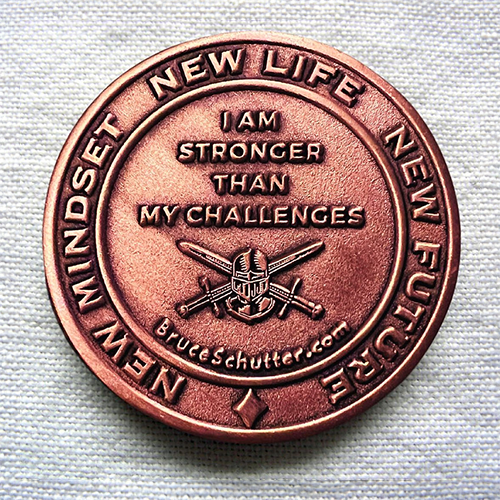 NEW MINDSET NEW LIFE NEW FUTURE
I AM
STRONGER
THAN
MY CHALLENGES
BruceSchutter.com